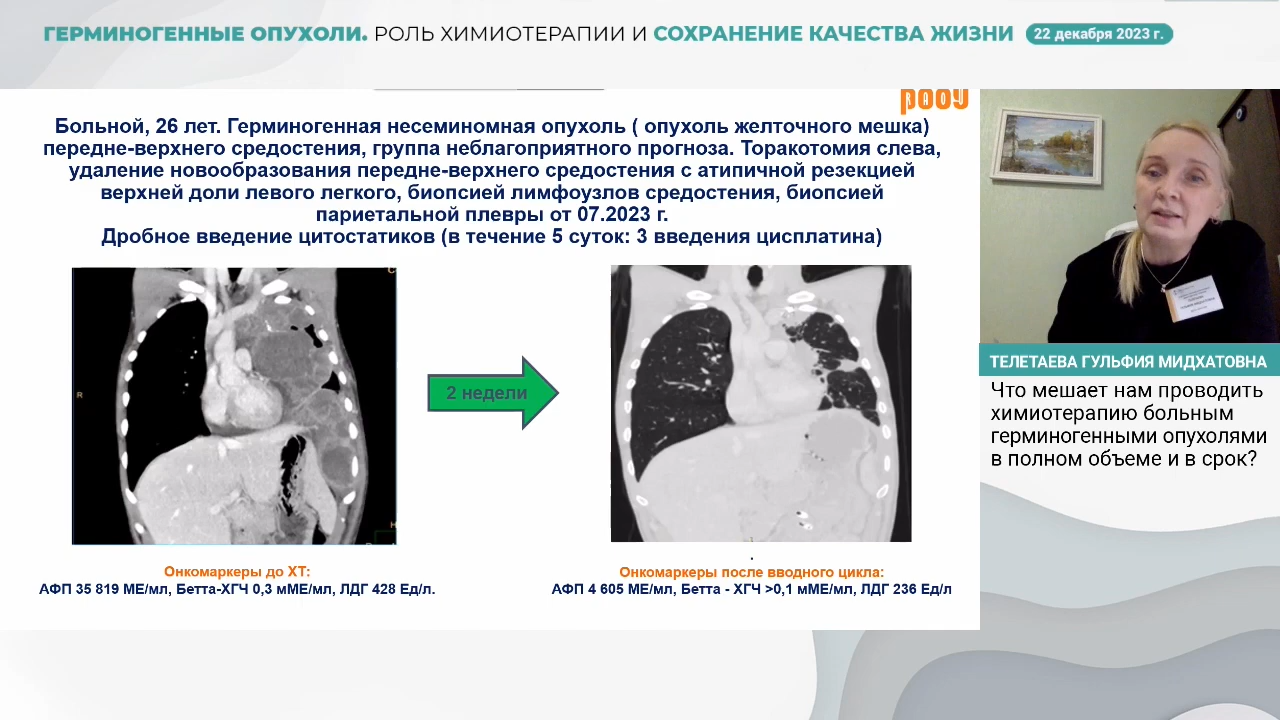 ГЕРМИНОГЕННЫЕ ОПУХОЛИ. РОЛЬ ХИМИОТЕРАПИИ И СОХРАНЕНИЕ КАЧЕСТВА ЖИЗНИ 22 декабря 2023 г.
Больной, 26 лет. Герминогенная несеминомная опухоль ( опухоль желточного мешка)
передне-верхнего средостения, группа неблагоприятного прогноза. Торакотомия слева,
удаление новообразования передне-верхнего средостения с атипичной резекцией
верхней доли левого легкого, биопсией лимфоузлов средостения, биопсией
париетальной плевры от 07.2023 г.
Дробное введение цитостатиков (в течение 5 суток: 3 введения цисплатина)
R
2 недели
Онкомаркеры до ХТ:
АФП 35 819 МЕ/мл, Бетта-ХГЧ 0,3 мМЕ/мл, ЛДГ 428 Ед/л.
.
Онкомаркеры после вводного цикла:
АФП 4 605 МЕ/мл, Бетта - ХГЧ >0,1 мМЕ/мл, ЛДГ 236 Ед/л
ТЕЛЕТАЕВА ГУЛЬФИЯ МИДХАТОВНА
Что мешает нам проводить
химиотерапию больным
герминогенными опухолями
в полном объеме и в срок?